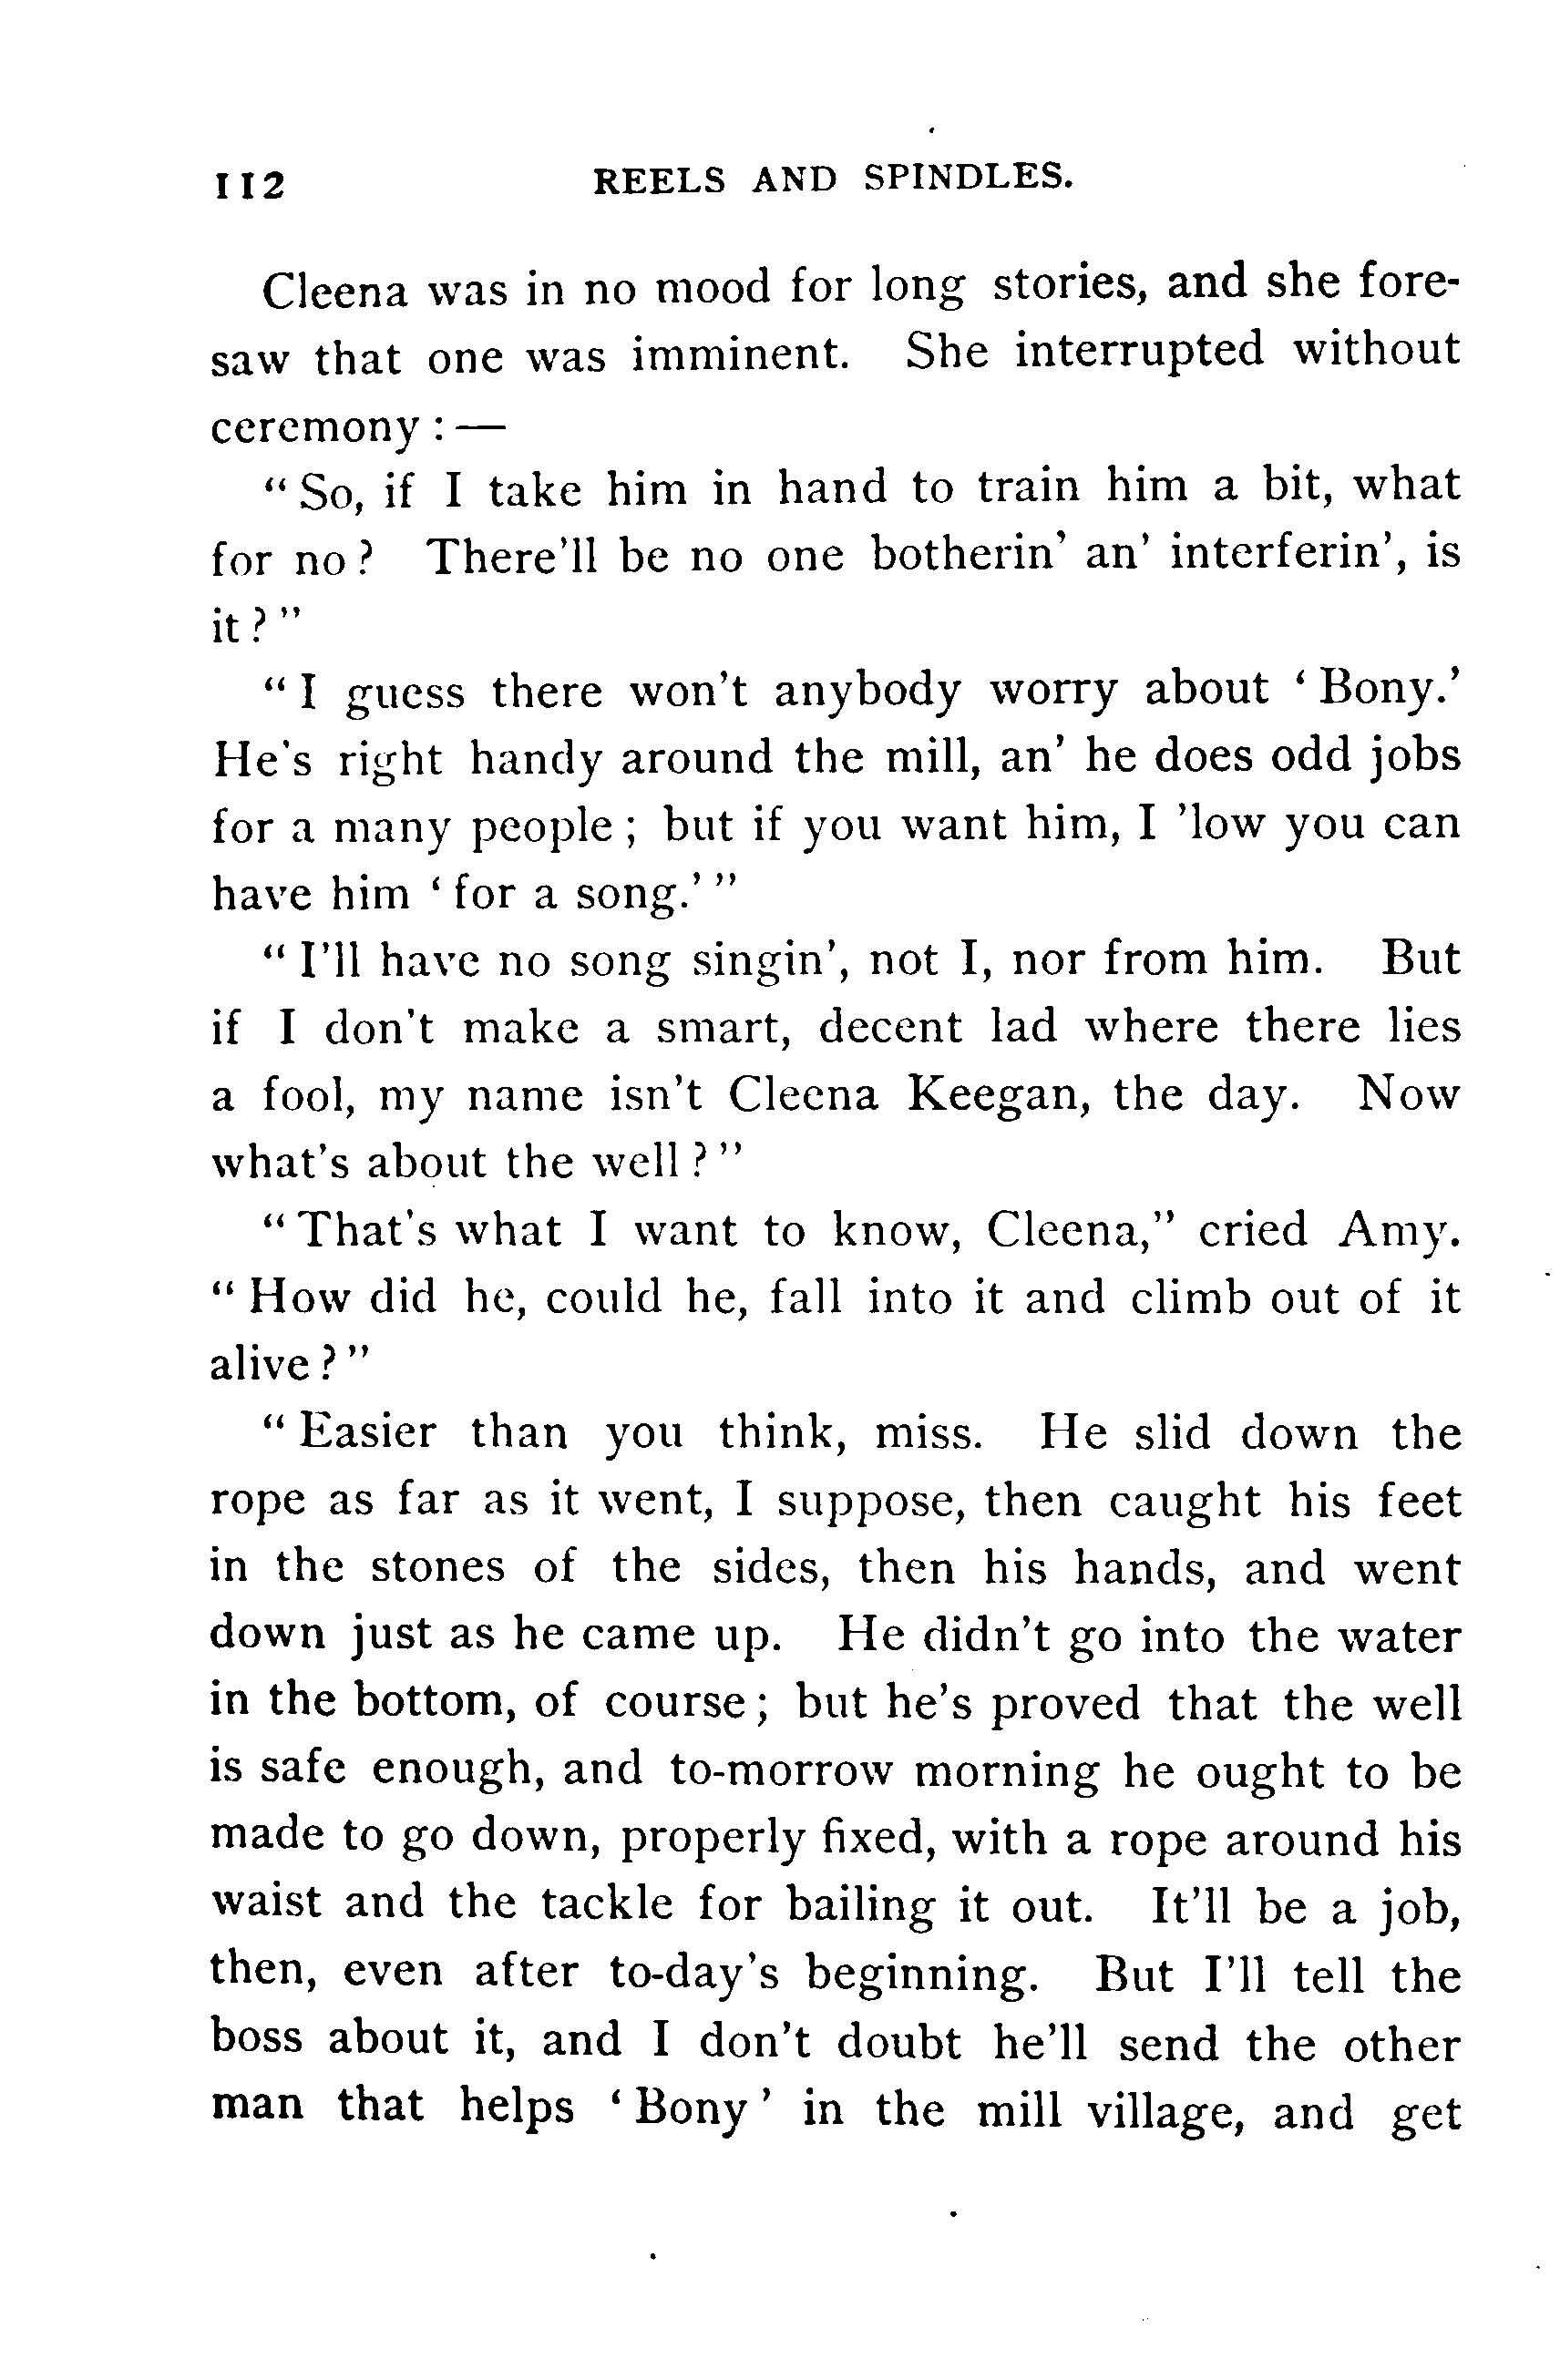 112 REELS AND SPINDLES.
Cleena was in no mood for long stories, and she fore-
saw that one was imminent. She interrupted without
ceremony : —
“ So, if I take him in hand to train him a bit, what
for no ? There’ll be no one botherin’ an’ interferin’, is
it ? ”
“ I guess there won’t anybody worry about ‘ Bony.’
He’s right handy around the mill, an’ he does odd jobs
for a many people ; but if you want him, I ’low you can
have him ‘ for a song.’ ”
“ I’ll have no song singin’, not I, nor from him. But
if I don’t make a smart, decent lad where there lies
a fool, my name isn’t Cleena Keegan, the day. Now
what’s about the well ? ”
“ That’s what I want to know, Cleena,” cried Amy.
“ How did he, could he, fall into it and climb out of it
alive ? ”
“ Easier than you think, miss. He slid down the
rope as far as it went, I suppose, then caught his feet
in the stones of the sides, then his hands, and went
down just as he came up. He didn’t go into the water
in the bottom, of course ; but he’s proved that the well
is safe enough, and to-morrow morning he ought to be
made to go down, properly fixed, with a rope around his
waist and the tackle for bailing it out. It’ll be a job,
then, even after to-day’s beginning. But I’ll tell the
boss about it, and I don’t doubt he’ll send the other
man that helps ‘ Bony ’ in the mill village, and get